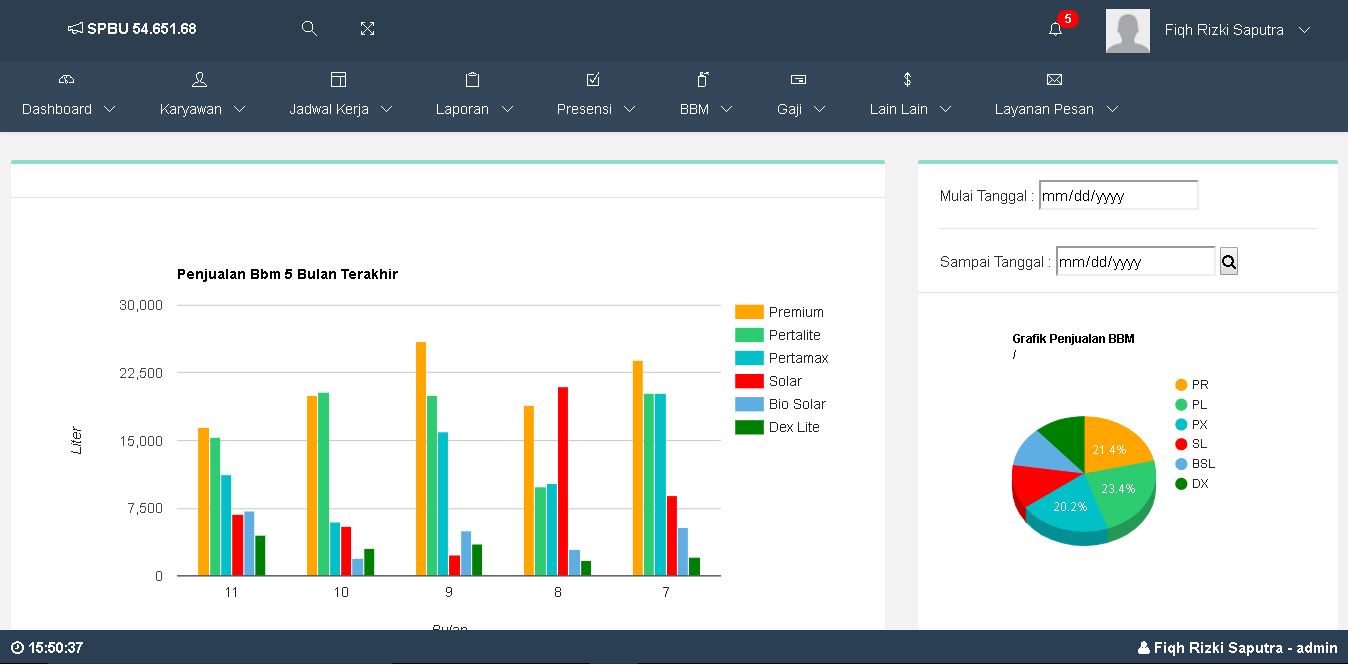 SPBU 54.651.68
5
Fiqh Rizki Saputra
Dashboard Karyawan Jadwal Kerja Laporan Presensi BBM Gaji Lain Lain Layanan Pesan
Mulai Tanggal : mm/dd/yyyy
Sampai Tanggal : mm/dd/yyyy
Penjualan Bbm 5 Bulan Terakhir
30,000
22,500
15,000
7,500
0
Liter
11 10 9 8 7
Bulan
Premium
Pertalite
Pertamax
Solar
Bio Solar
Dex Lite
Grafik Penjualan BBM
/
21.4%
23.4%
20.2%
PR
PL
PX
SL
BSL
DX
15:50:37
Fiqh Rizki Saputra - admin